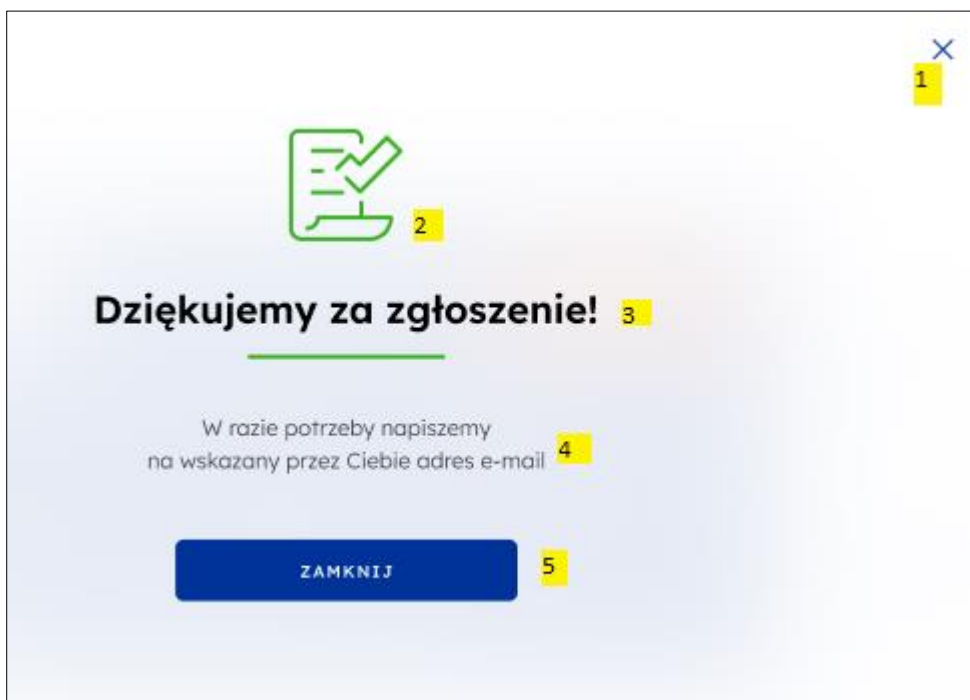 1
2
Dziękujemy za zgłoszenie! 3
W razie potrzeby napiszemy
na wskazany przez Ciebie adres e-mail 4
ZAMKNIJ 5